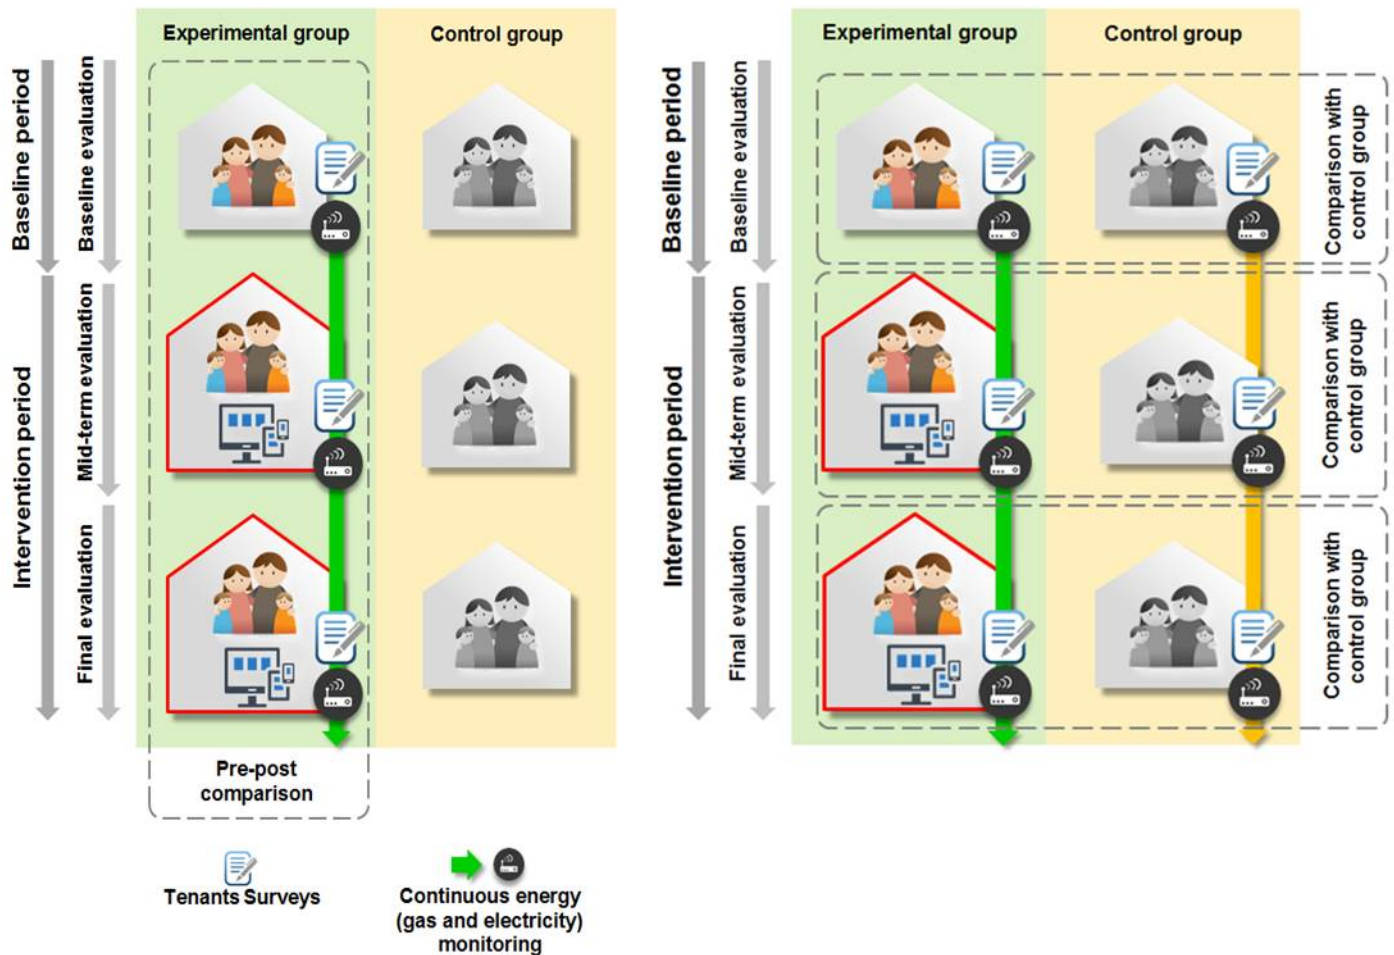 Experimental group
Control group
Baseline period
Baseline evaluation
Intervention period
Mid-term evaluation
Final evaluation
Pre-post
comparison
Experimental group
Control group
Baseline period
Baseline evaluation
Comparison with
control group
Intervention period
Mid-term evaluation
Comparison with
control group
Final evaluation
Comparison with
control group
Tenants Surveys
Continuous energy
(gas and electricity)
monitoring